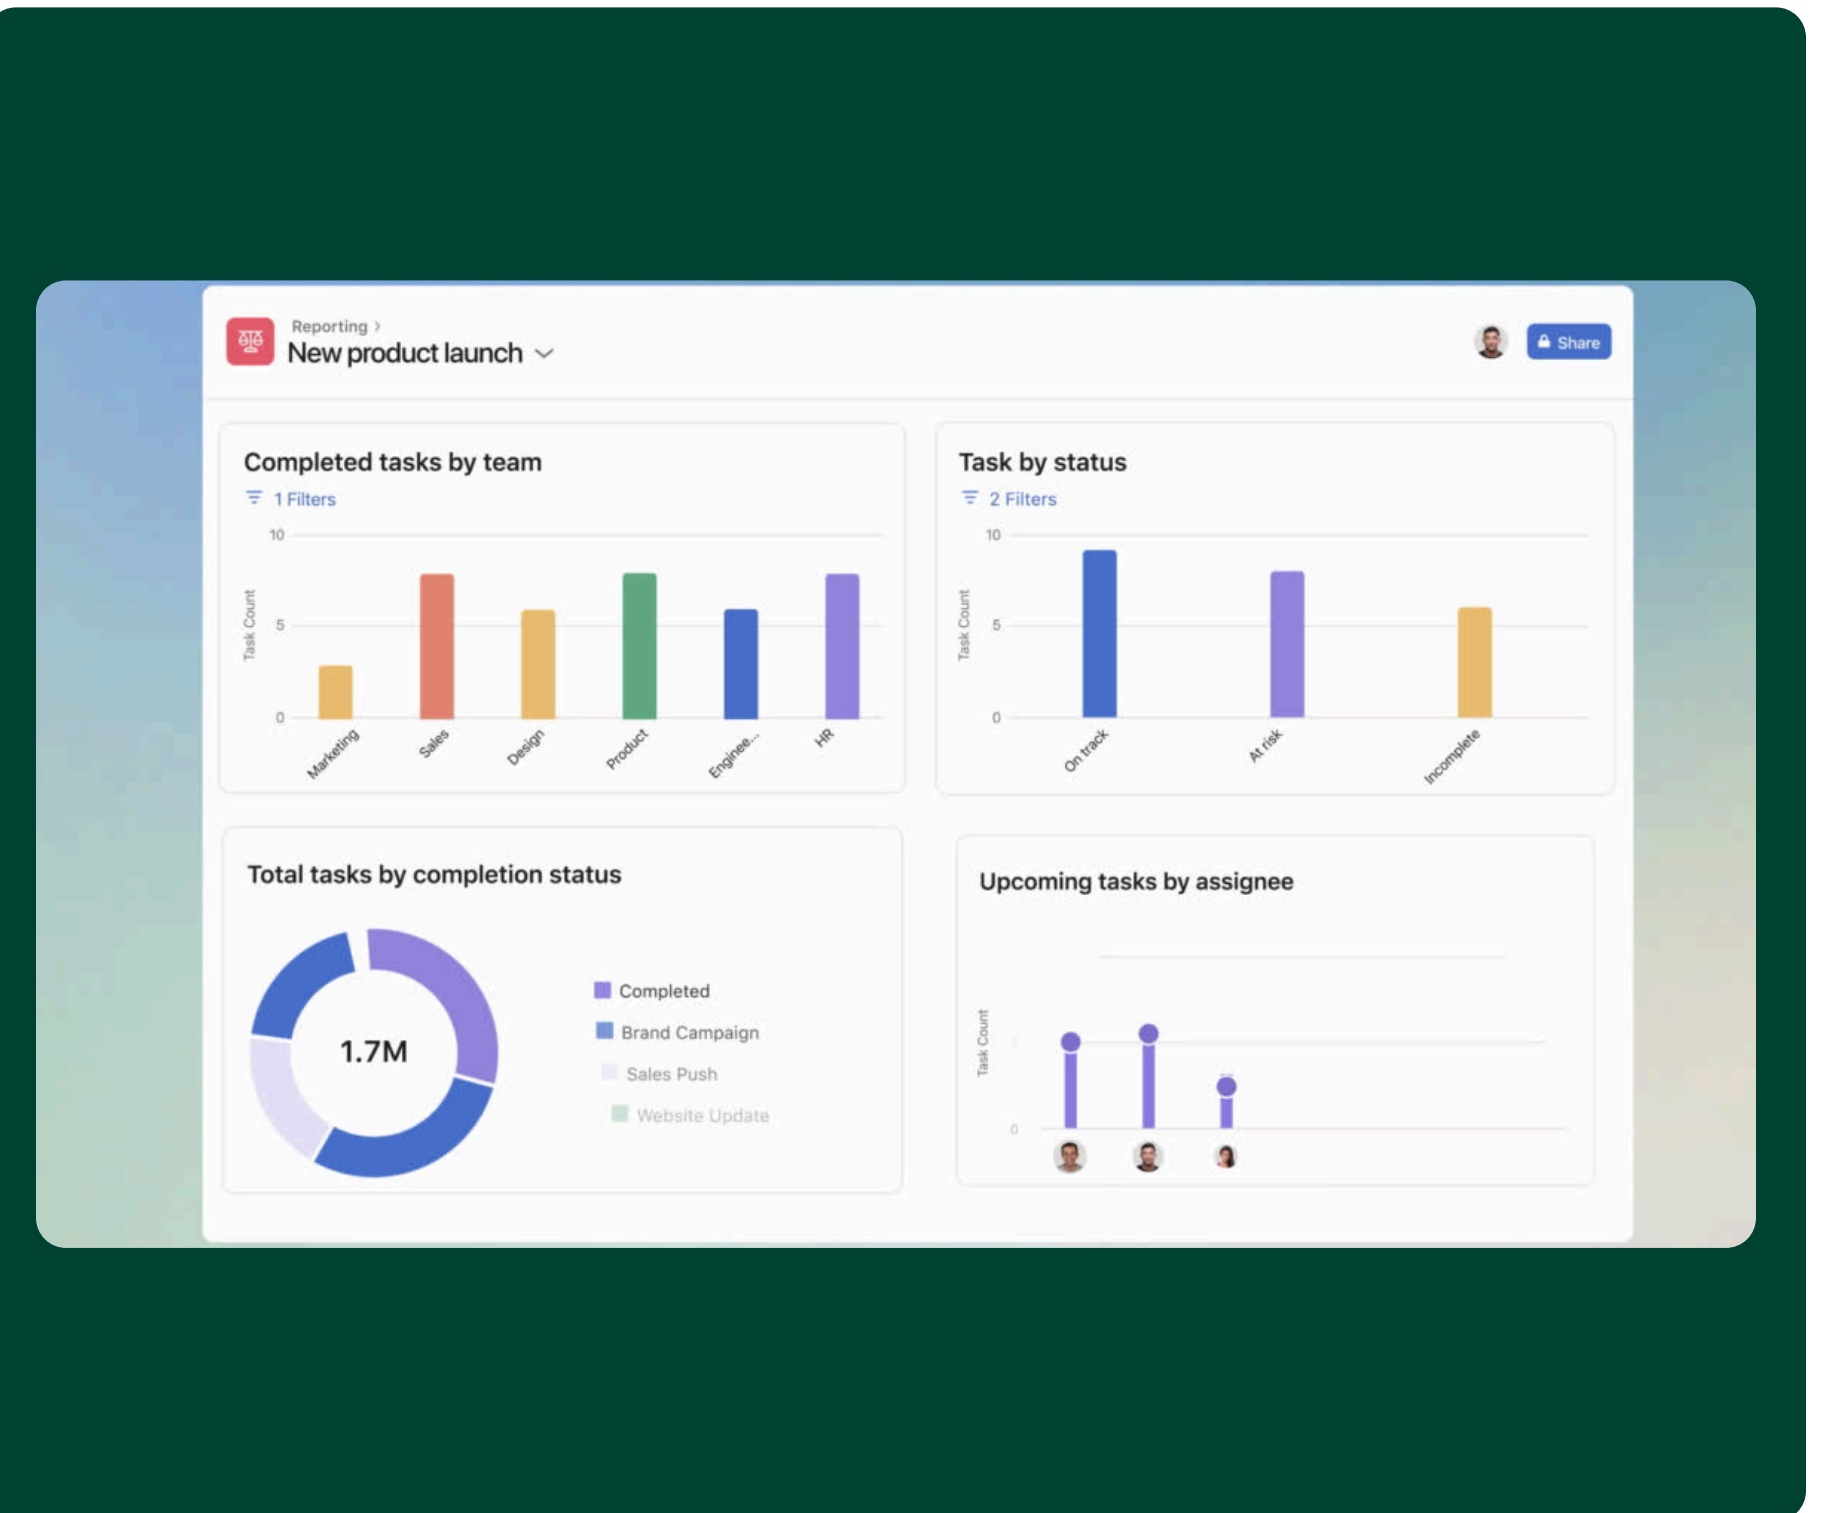 Reporting ›
New product launch
Share
Completed tasks by team
1 Filters
Task Count
10
5
0
Marketing
Sales
Design
Product
Enginee...
HR
Task by status
2 Filters
Task Count
10
5
0
On track
At risk
Incomplete
Total tasks by completion status
1.7M
Completed
Brand Campaign
Sales Push
Website Update
Upcoming tasks by assignee
Task Count
0